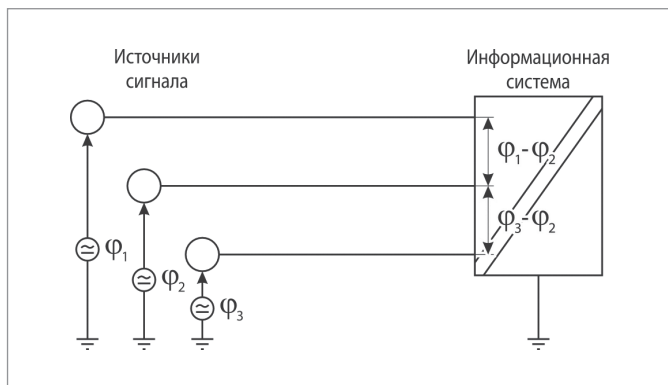 Источники
сигнала
Информационная
система
φ₁-φ₂
φ₃-φ₂
φ₁
φ₂
φ₃